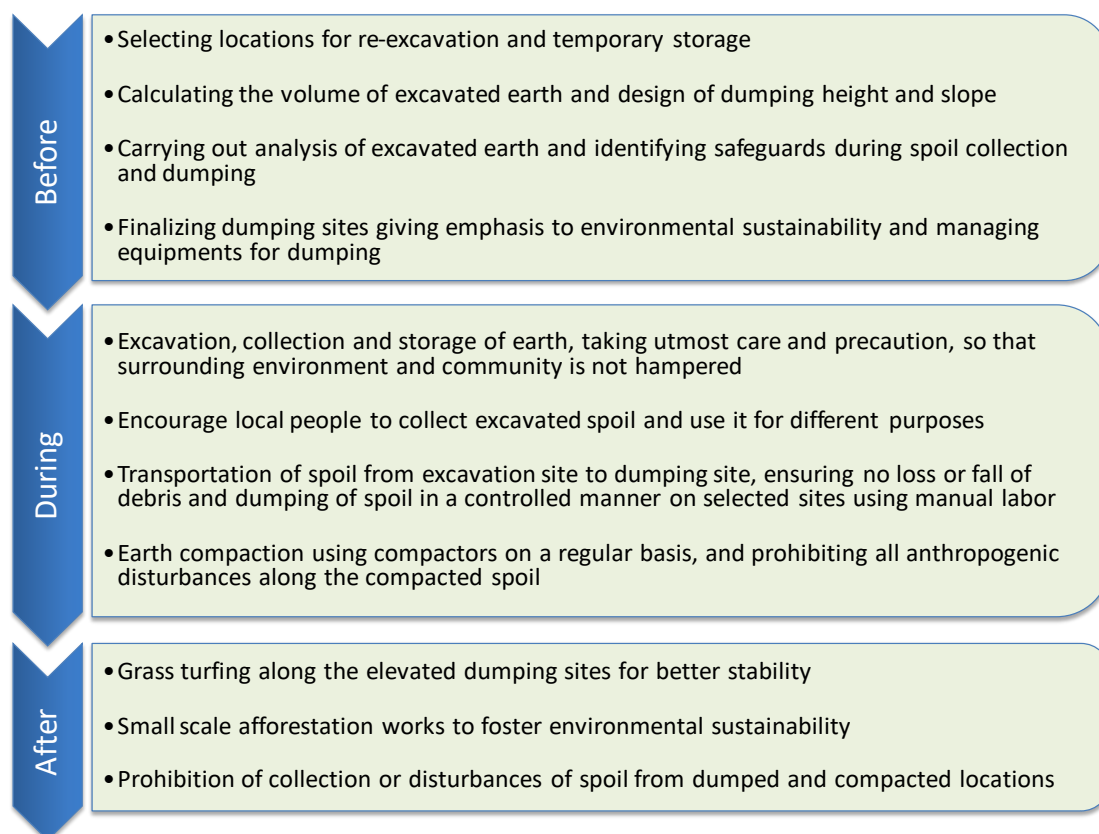 Before
•Selecting locations for re-excavation and temporary storage
•Calculating the volume of excavated earth and design of dumping height and slope
•Carrying out analysis of excavated earth and identifying safeguards during spoil collection
and dumping
•Finalizing dumping sites giving emphasis to environmental sustainability and managing
equipments for dumping
During
•Excavation, collection and storage of earth, taking utmost care and precaution, so that
surrounding environment and community is not hampered
•Encourage local people to collect excavated spoil and use it for different purposes
•Transportation of spoil from excavation site to dumping site, ensuring no loss or fall of
debris and dumping of spoil in a controlled manner on selected sites using manual labor
•Earth compaction using compactors on a regular basis, and prohibiting all anthropogenic
disturbances along the compacted spoil
After
•Grass turfing along the elevated dumping sites for better stability
•Small scale afforestation works to foster environmental sustainability
•Prohibition of collection or disturbances of spoil from dumped and compacted locations